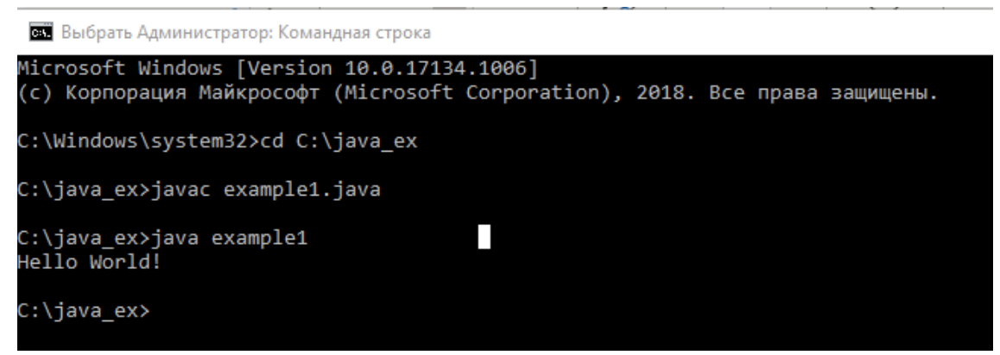 Выбрать Администратор: Командная строка
Microsoft Windows [Version 10.0.17134.1006]
(c) Корпорация Майкрософт (Microsoft Corporation), 2018. Все права защищены.
C:\Windows\system32>cd C:\java_ex
C:\java_ex>javac example1.java
C:\java_ex>java example1
Hello World!
C:\java_ex>